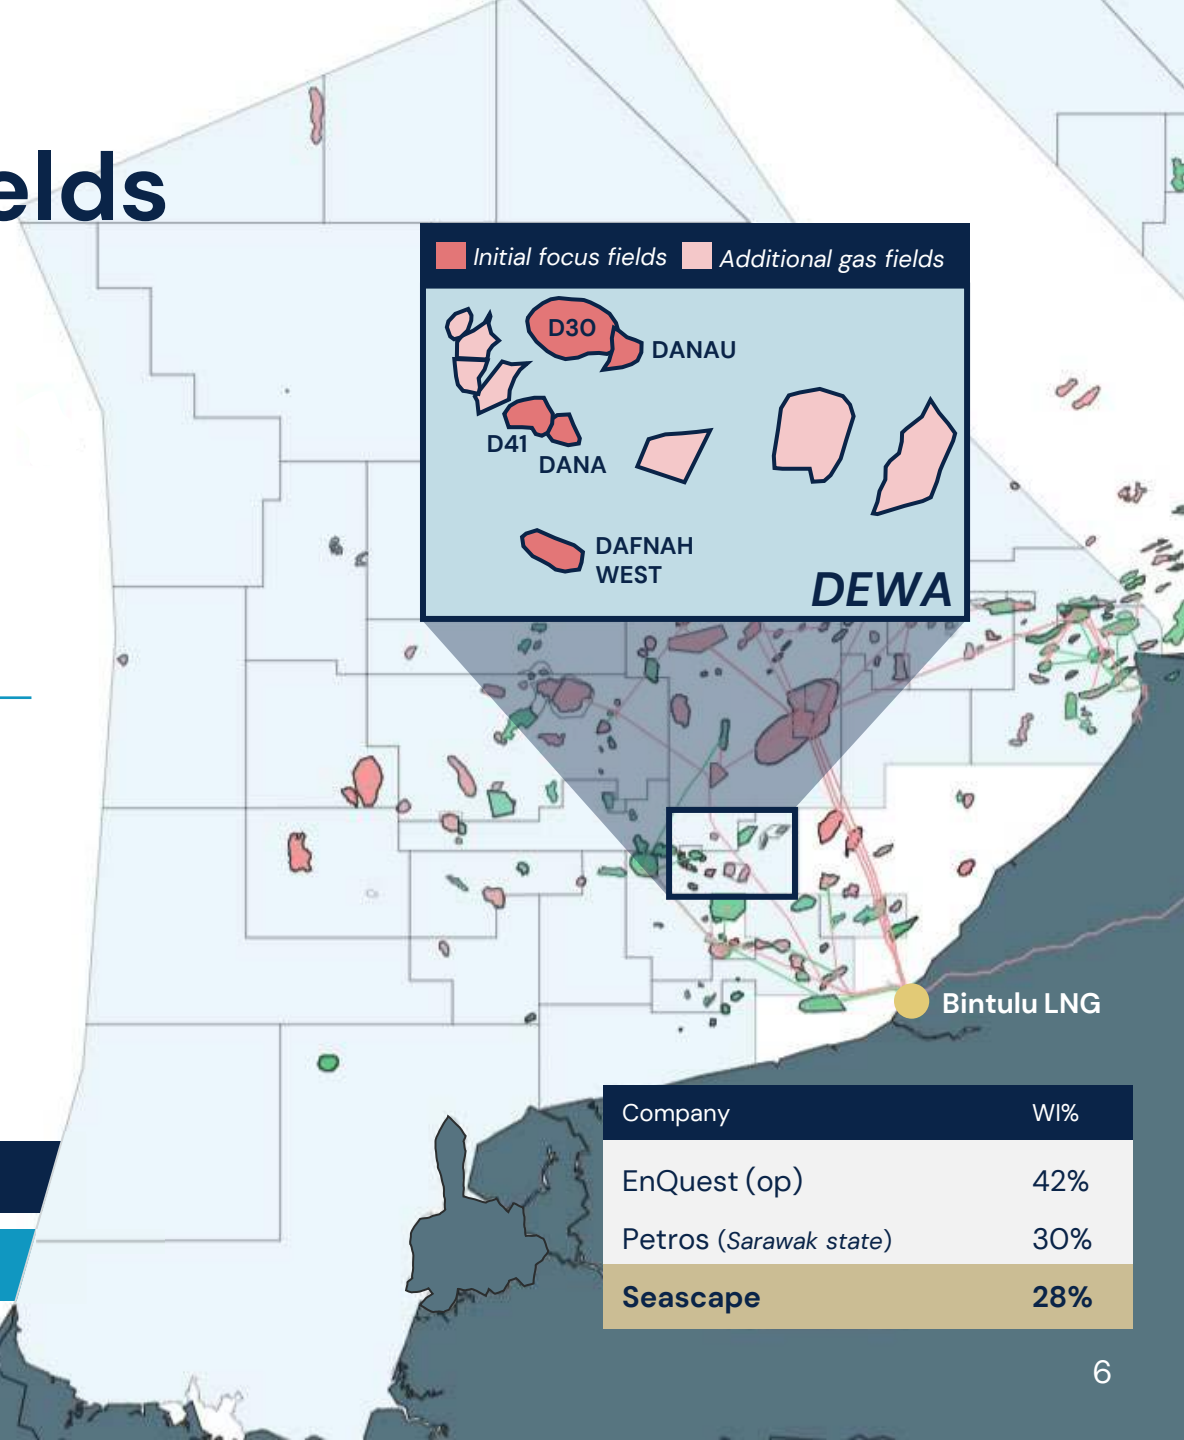 elds
Initial focus fields Additional gas fields
D30
DANAU
D41
DANA
DAFNAH
WEST
DEWA
Bintulu LNG
Company WI%
EnQuest (op) 42%
Petros (Sarawak state) 30%
Seascape 28%
6